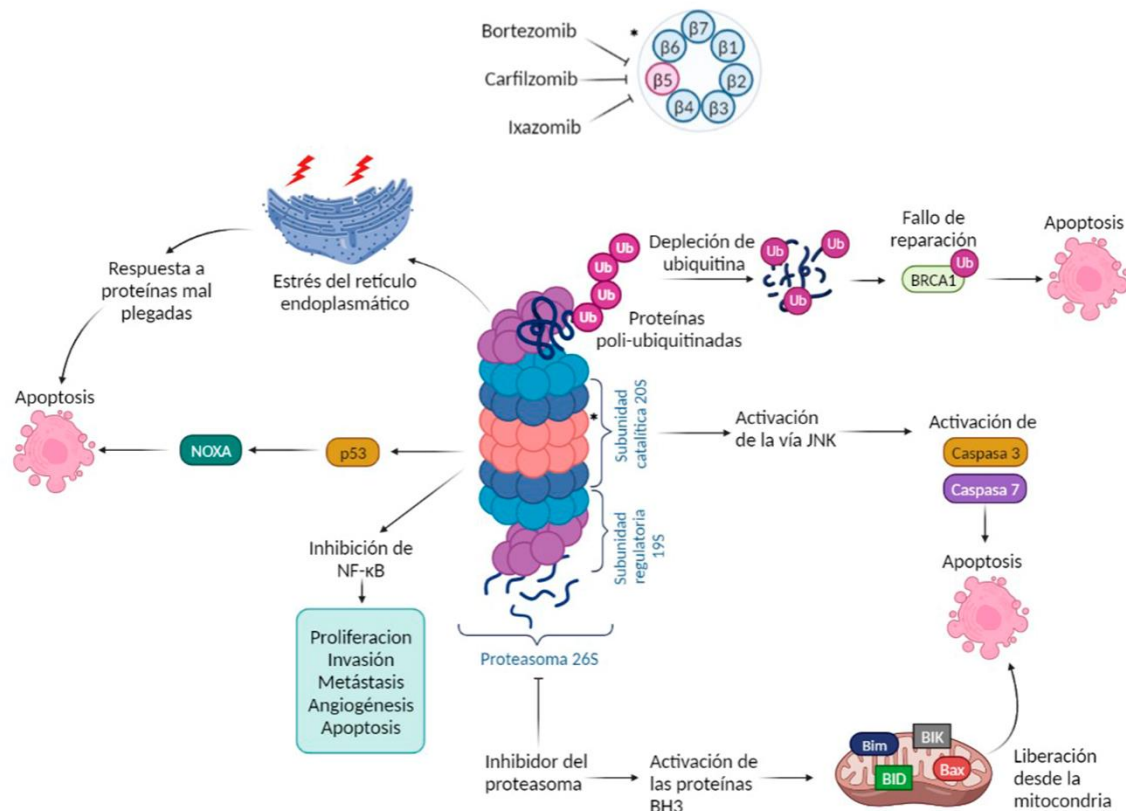 Bortezomib
Carfilzomib
Ixazomib
*
β7
β6
β1
β5
β2
β4
β3
Estrés del retículo
endoplasmático
Respuesta a
proteínas mal
plegadas
Apoptosis
Ub
Ub
Ub
Ub
Proteínas
poli-ubiquitinadas
Depleción de
ubiquitina
Ub
Ub
Ub
Fallo de
reparación
Ub
BRCA1
Apoptosis
*
Subunidad
catalítica 20S
Subunidad
regulatoria
19S
Activación
de la vía JNK
Activación de
Caspasa 3
Caspasa 7
Apoptosis
NOXA
p53
Inhibición de
NF-κB
Proliferacion
Invasión
Metástasis
Angiogénesis
Apoptosis
Proteasoma 26S
Inhibidor del
proteasoma
Activación de
las proteínas
BH3
Bim
BIK
BID
Bax
Liberación
desde la
mitocondria